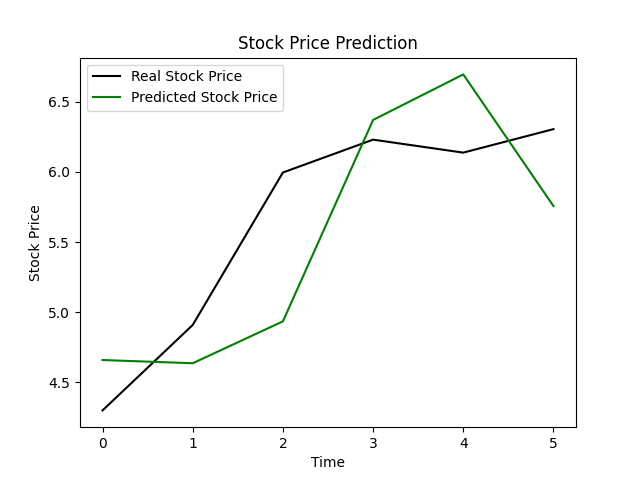 Stock Price Prediction
Real Stock Price
Predicted Stock Price
6.5
6.0
5.5
5.0
4.5
Stock Price
0 1 2 3 4 5
Time